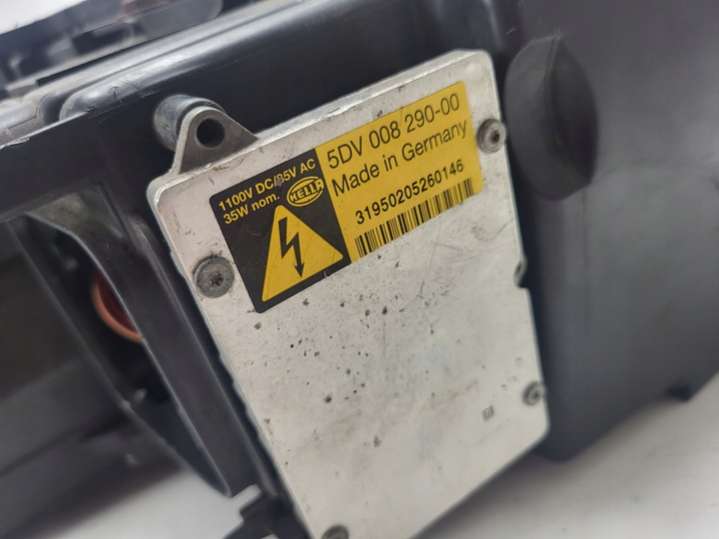 1100V DC/85V AC
35W nom.
HELLA
5DV 008 290-00
Made in Germany
31950205260146